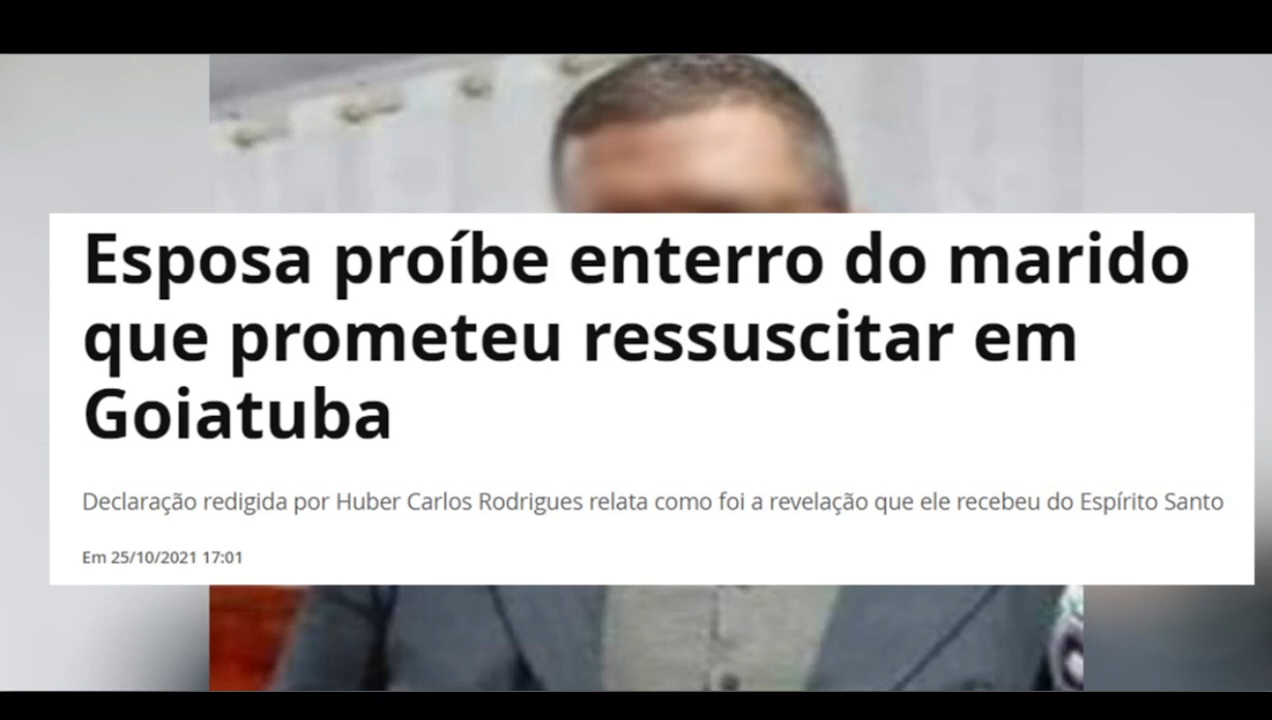 Esposa proíbe enterro do marido
que prometeu ressuscitar em
Goiatuba
Declaração redigida por Huber Carlos Rodrigues relata como foi a revelação que ele recebeu do Espírito Santo
Em 25/10/2021 17:01